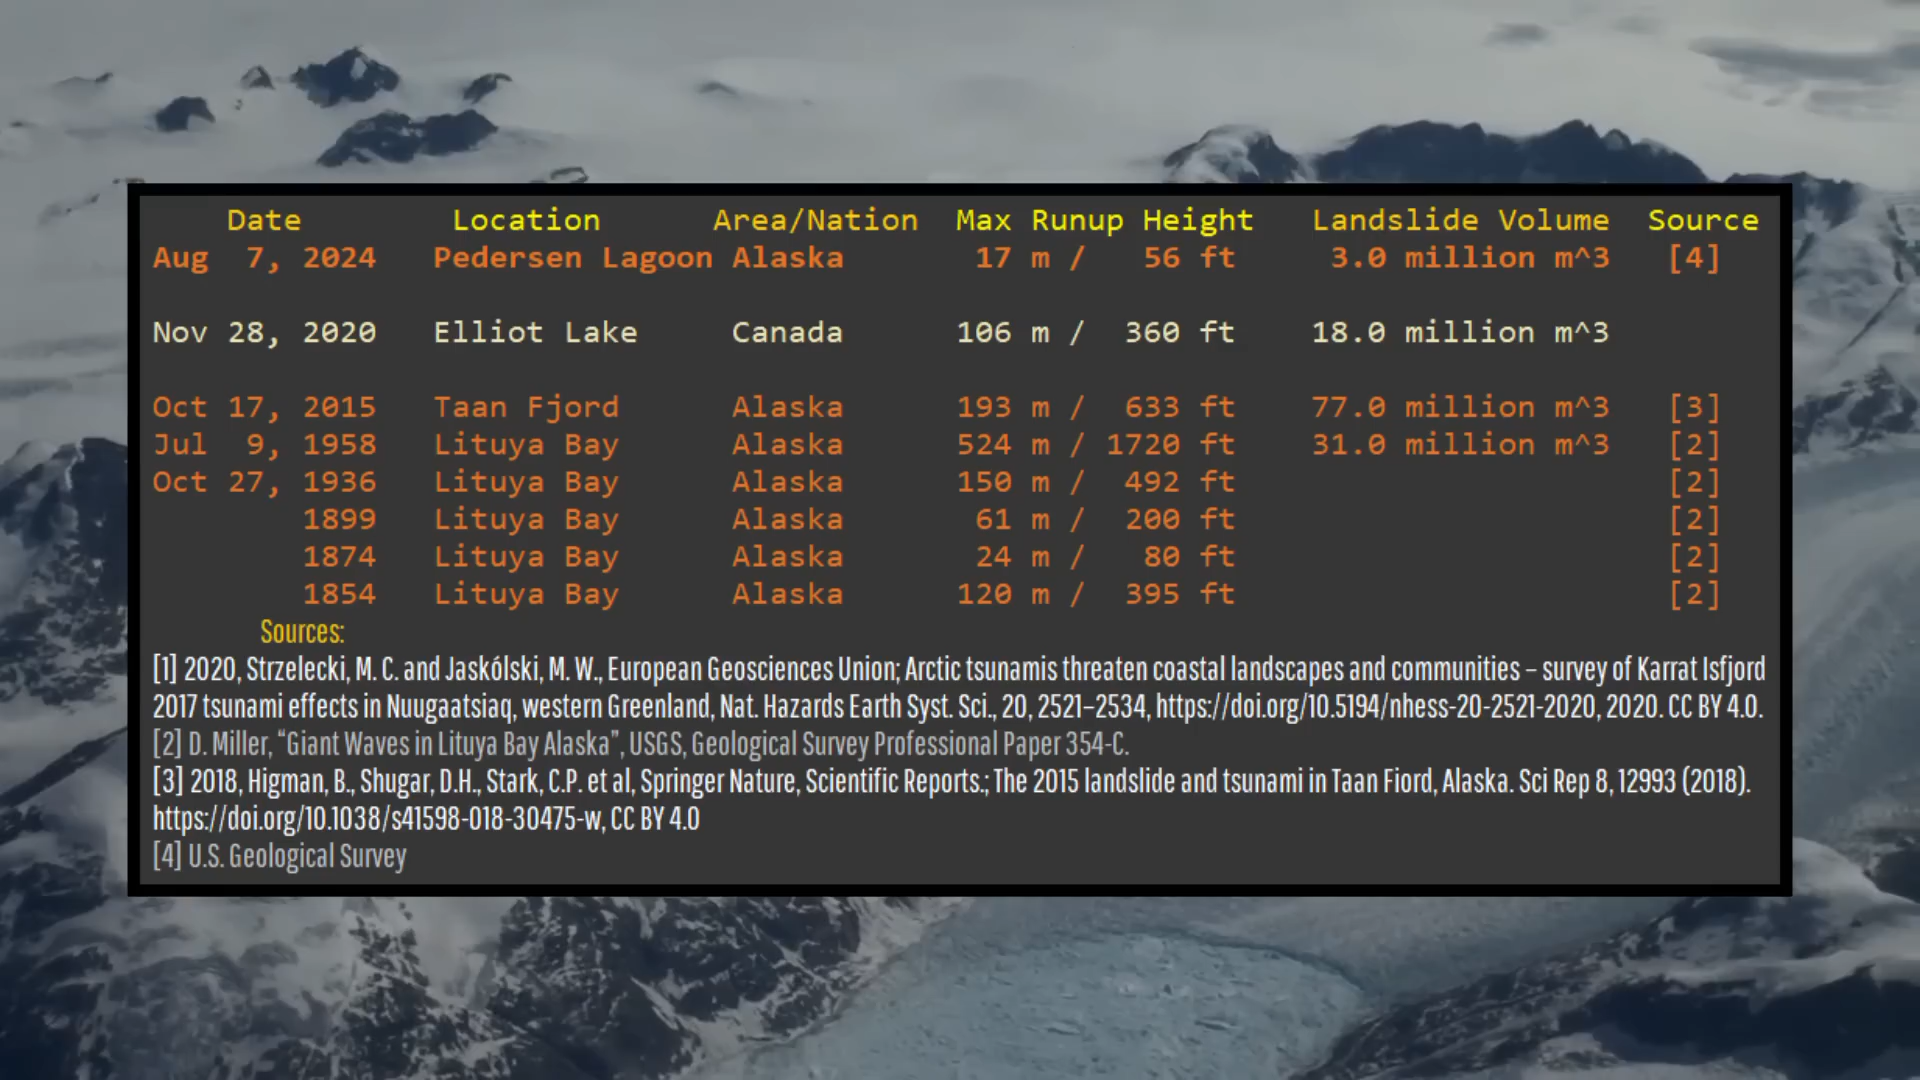 Date Location Area/Nation Max Runup Height Landslide Volume Source
Aug 7, 2024 Pedersen Lagoon Alaska 17 m / 56 ft 3.0 million m^3 [4]
Nov 28, 2020 Elliot Lake Canada 106 m / 360 ft 18.0 million m^3
Oct 17, 2015 Taan Fjord Alaska 193 m / 633 ft 77.0 million m^3 [3]
Jul 9, 1958 Lituya Bay Alaska 524 m / 1720 ft 31.0 million m^3 [2]
Oct 27, 1936 Lituya Bay Alaska 150 m / 492 ft [2]
1899 Lituya Bay Alaska 61 m / 200 ft [2]
1874 Lituya Bay Alaska 24 m / 80 ft [2]
1854 Lituya Bay Alaska 120 m / 395 ft [2]
Sources:
[1] 2020, Strzelecki, M. C. and Jaskólski, M. W., European Geosciences Union; Arctic tsunamis threaten coastal landscapes and communities – survey of Karrat Isfjord
2017 tsunami effects in Nuugaatsiaq, western Greenland, Nat. Hazards Earth Syst. Sci., 20, 2521–2534, https://doi.org/10.5194/nhess-20-2521-2020, 2020. CC BY 4.0.
[2] D. Miller, “Giant Waves in Lituya Bay Alaska”, USGS, Geological Survey Professional Paper 354-C.
[3] 2018, Higman, B., Shugar, D.H., Stark, C.P. et al, Springer Nature, Scientific Reports.; The 2015 landslide and tsunami in Taan Fiord, Alaska. Sci Rep 8, 12993 (2018).
https://doi.org/10.1038/s41598-018-30475-w, CC BY 4.0
[4] U.S. Geological Survey